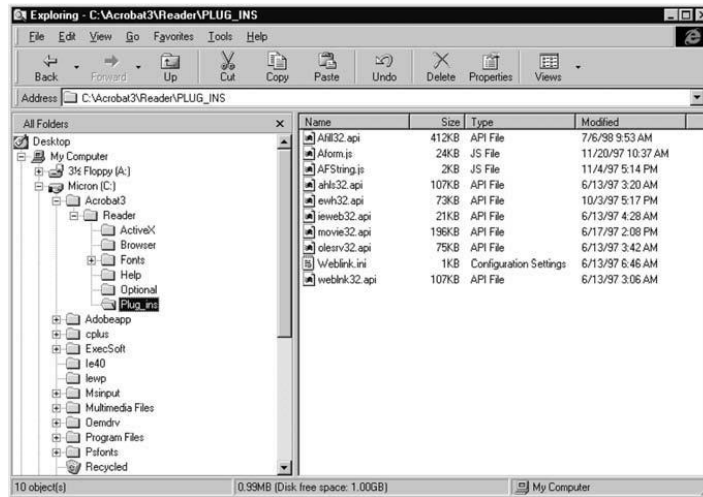 Exploring - C:\Acrobat3\Reader\PLUG_INS
File Edit View Go Favorites Tools Help
Back Forward Up Cut Copy Paste Undo Delete Properties Views
Address C:\Acrobat3\Reader\PLUG_INS
All Folders
Desktop
My Computer
3½ Floppy (A:)
Micron (C:)
Acrobat3
Reader
ActiveX
Browser
Fonts
Help
Optional
Plug_ins
Adobeapp
cplus
ExecSoft
Ie40
Iewp
Msinput
Multimedia Files
Oemdrv
Program Files
Psfonts
Recycled
Name Size Type Modified
Afill32.api 412KB API File 7/6/98 9:53 AM
Aform.js 24KB JS File 11/20/97 10:37 AM
AFString.js 2KB JS File 11/4/97 5:14 PM
ahls32.api 107KB API File 6/13/97 3:20 AM
ewh32.api 73KB API File 10/3/97 5:17 PM
ieweb32.api 21KB API File 6/13/97 4:28 AM
movie32.api 196KB API File 6/17/97 2:08 PM
olesrv32.api 75KB API File 6/13/97 3:42 AM
Weblink.ini 1KB Configuration Settings 6/13/97 6:46 AM
weblnk32.api 107KB API File 6/13/97 3:06 AM
10 object(s) 0.99MB (Disk free space: 1.00GB) My Computer